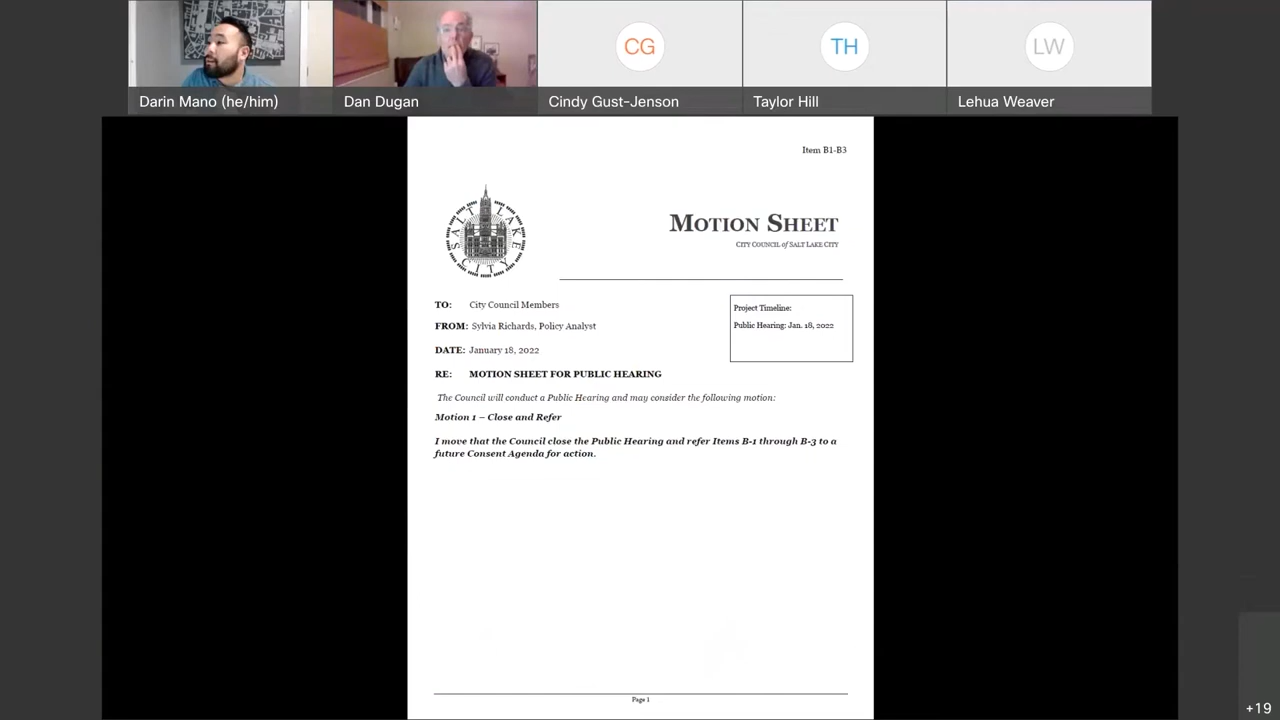 CG
TH
LW
Darin Mano (he/him)
Dan Dugan
Cindy Gust-Jenson
Taylor Hill
Lehua Weaver
Item B1-B3
SALT LAKE CITY
MOTION SHEET
CITY COUNCIL of SALT LAKE CITY
TO: City Council Members
FROM: Sylvia Richards, Policy Analyst
DATE: January 18, 2022
RE: MOTION SHEET FOR PUBLIC HEARING
Project Timeline:
Public Hearing: Jan. 18, 2022
The Council will conduct a Public Hearing and may consider the following motion:
Motion 1 – Close and Refer
I move that the Council close the Public Hearing and refer Items B-1 through B-3 to a
future Consent Agenda for action.
Page 1
+19